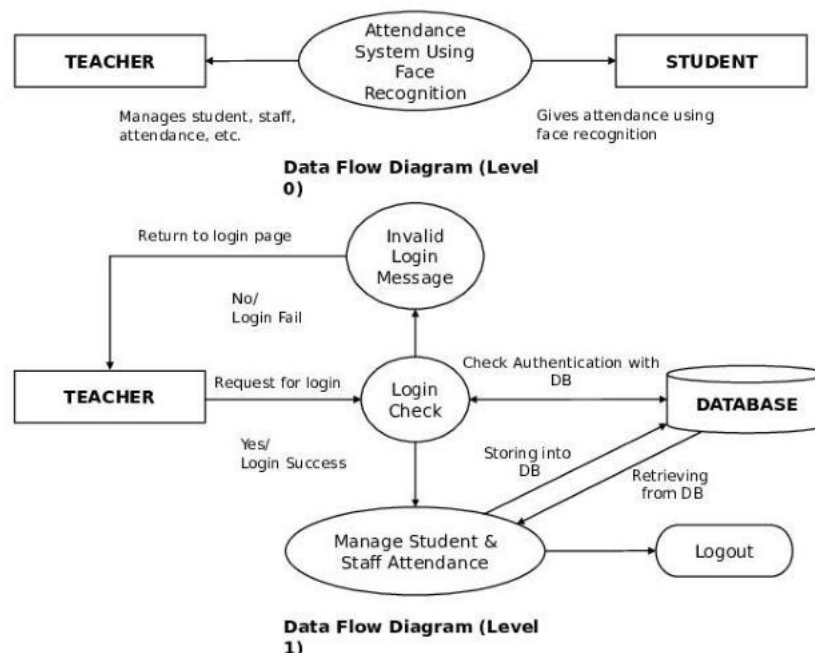 Attendance
System Using
Face
Recognition
TEACHER
STUDENT
Manages student, staff,
attendance, etc.
Gives attendance using
face recognition
Data Flow Diagram (Level
0)
Return to login page
Invalid
Login
Message
No/
Login Fail
TEACHER
Request for login
Login
Check
Check Authentication with
DB
DATABASE
Yes/
Login Success
Storing into
DB
Retrieving
from DB
Manage Student &
Staff Attendance
Logout
Data Flow Diagram (Level
1)